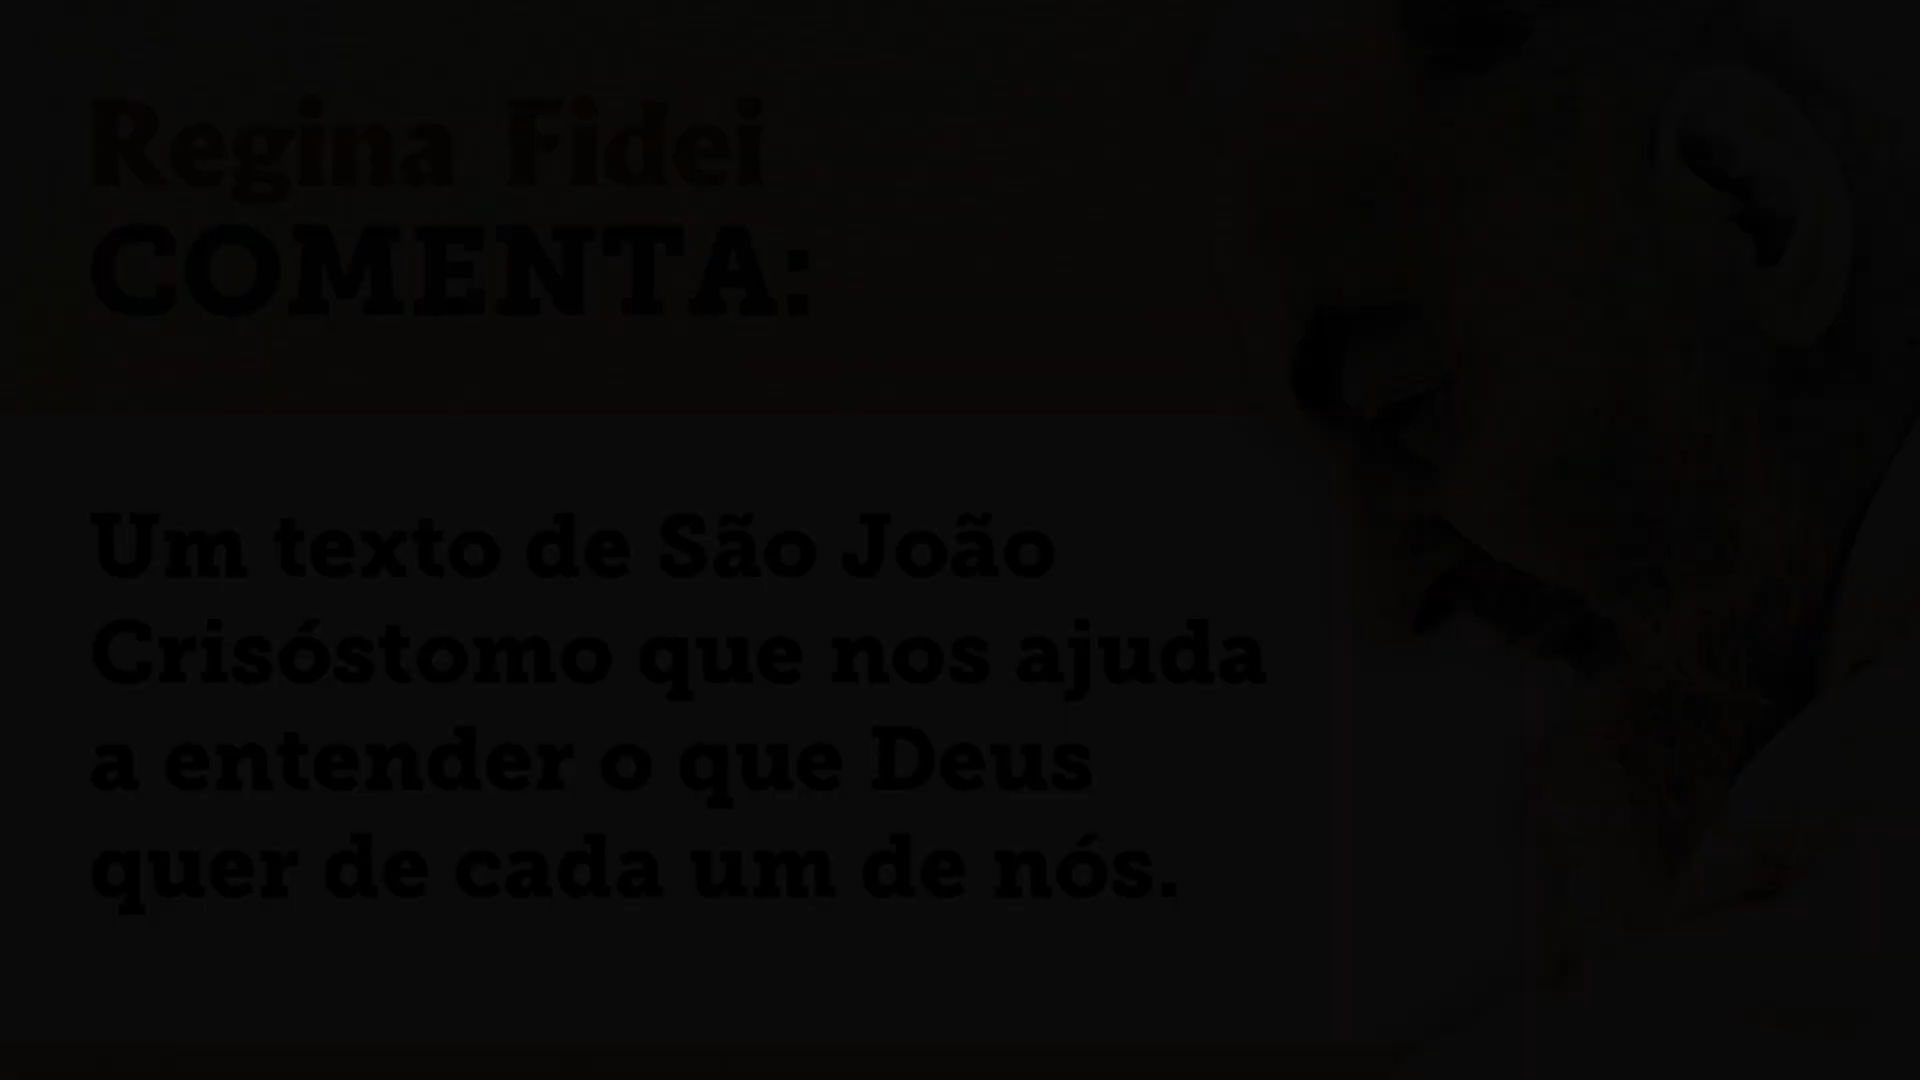 Regina Fidei
COMENTA:
Um texto de São João
Crisóstomo que nos ajuda
a entender o que Deus
quer de cada um de nós.